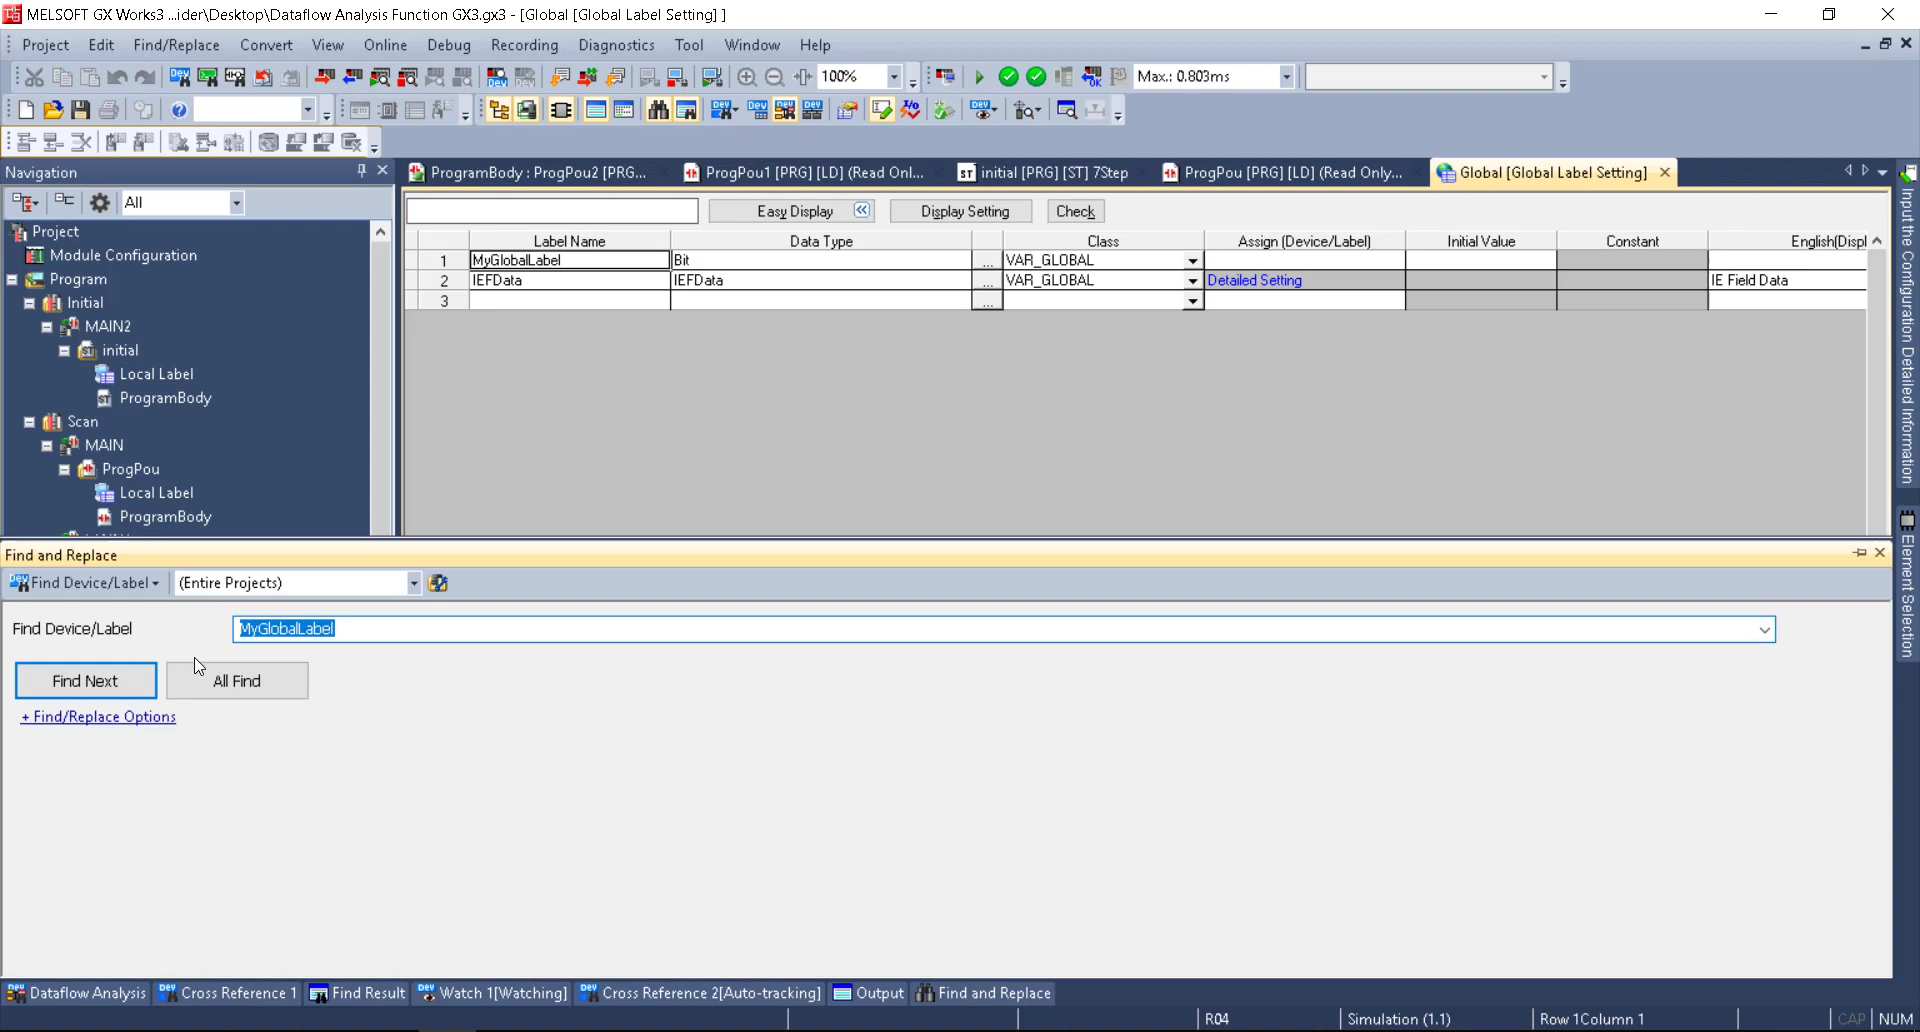 MELSOFT GX Works3 ...ider\Desktop\Dataflow Analysis Function GX3.gx3 - [Global [Global Label Setting] ]
Project Edit Find/Replace Convert View Online Debug Recording Diagnostics Tool Window Help
100% Max.: 0.803ms
Navigation
ProgramBody : ProgPou2 [PRG... ProgPou1 [PRG] [LD] (Read Onl... initial [PRG] [ST] 7Step ProgPou [PRG] [LD] (Read Only... Global [Global Label Setting]
All
Easy Display Display Setting Check
Project
Module Configuration
Program
Initial
MAIN2
initial
Local Label
ProgramBody
Scan
MAIN
ProgPou
Local Label
ProgramBody
Label Name Data Type Class Assign (Device/Label) Initial Value Constant English(Displ
1 MyGlobalLabel Bit ... VAR_GLOBAL
2 IEFData IEFData ... VAR_GLOBAL Detailed Setting IE Field Data
3 ...
Input the Configuration Detailed Information
Element Selection
Find and Replace
Find Device/Label (Entire Projects)
Find Device/Label MyGlobalLabel
Find Next All Find
+ Find/Replace Options
Dataflow Analysis Cross Reference 1 Find Result Watch 1[Watching] Cross Reference 2[Auto-tracking] Output Find and Replace
R04 Simulation (1.1) Row 1Column 1 CAP NUM